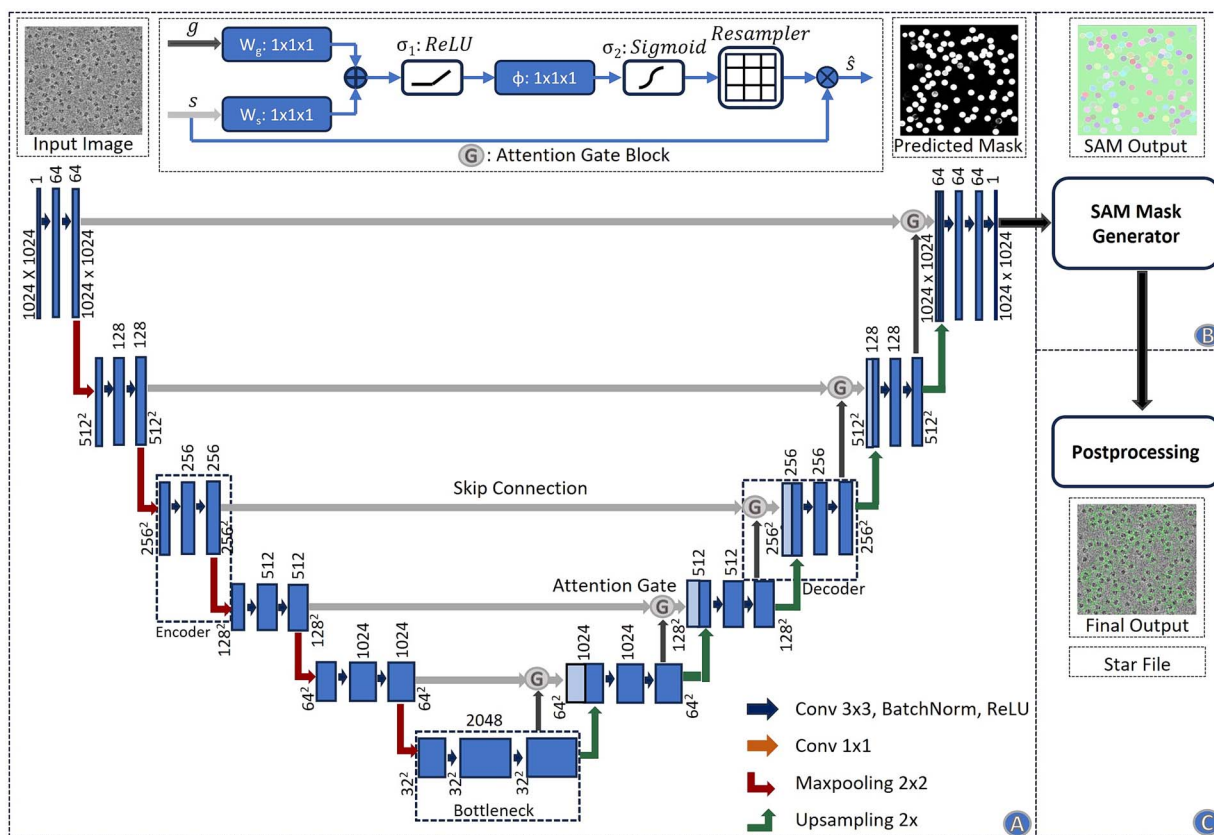 Input Image
g
W_g: 1x1x1
s
W_s: 1x1x1
σ₁: ReLU
ϕ: 1x1x1
σ₂: Sigmoid
Resampler
ŝ
G : Attention Gate Block
Predicted Mask
SAM Output
SAM Mask
Generator
B
1
64
64
1024 x 1024
1024 x 1024
G
64
64
64
1
1024 x 1024
1024 x 1024
128
128
512²
512²
G
128
128
512²
512²
Postprocessing
256
256
256²
256²
Encoder
Skip Connection
G
256
256
256²
256²
Decoder
Final Output
Star File
512
512
128²
128²
Attention Gate
G
512
512
128²
128²
1024
1024
64²
64²
G
1024
1024
64²
64²
2048
32²
32²
32²
Bottleneck
Conv 3x3, BatchNorm, ReLU
Conv 1x1
Maxpooling 2x2
Upsampling 2x
A
C